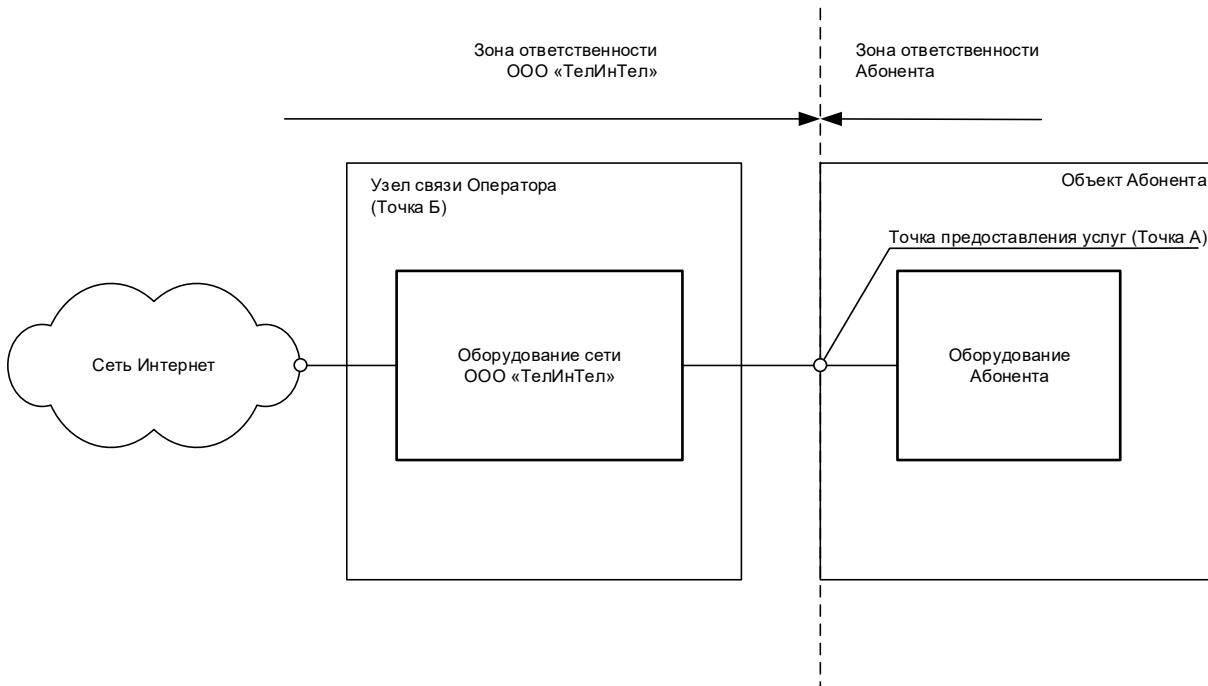 Зона ответственности
ООО «ТелИнТел»
Зона ответственности
Абонента
Узел связи Оператора
(Точка Б)
Объект Абонента
Точка предоставления услуг (Точка А)
Сеть Интернет
Оборудование сети
ООО «ТелИнТел»
Оборудование
Абонента